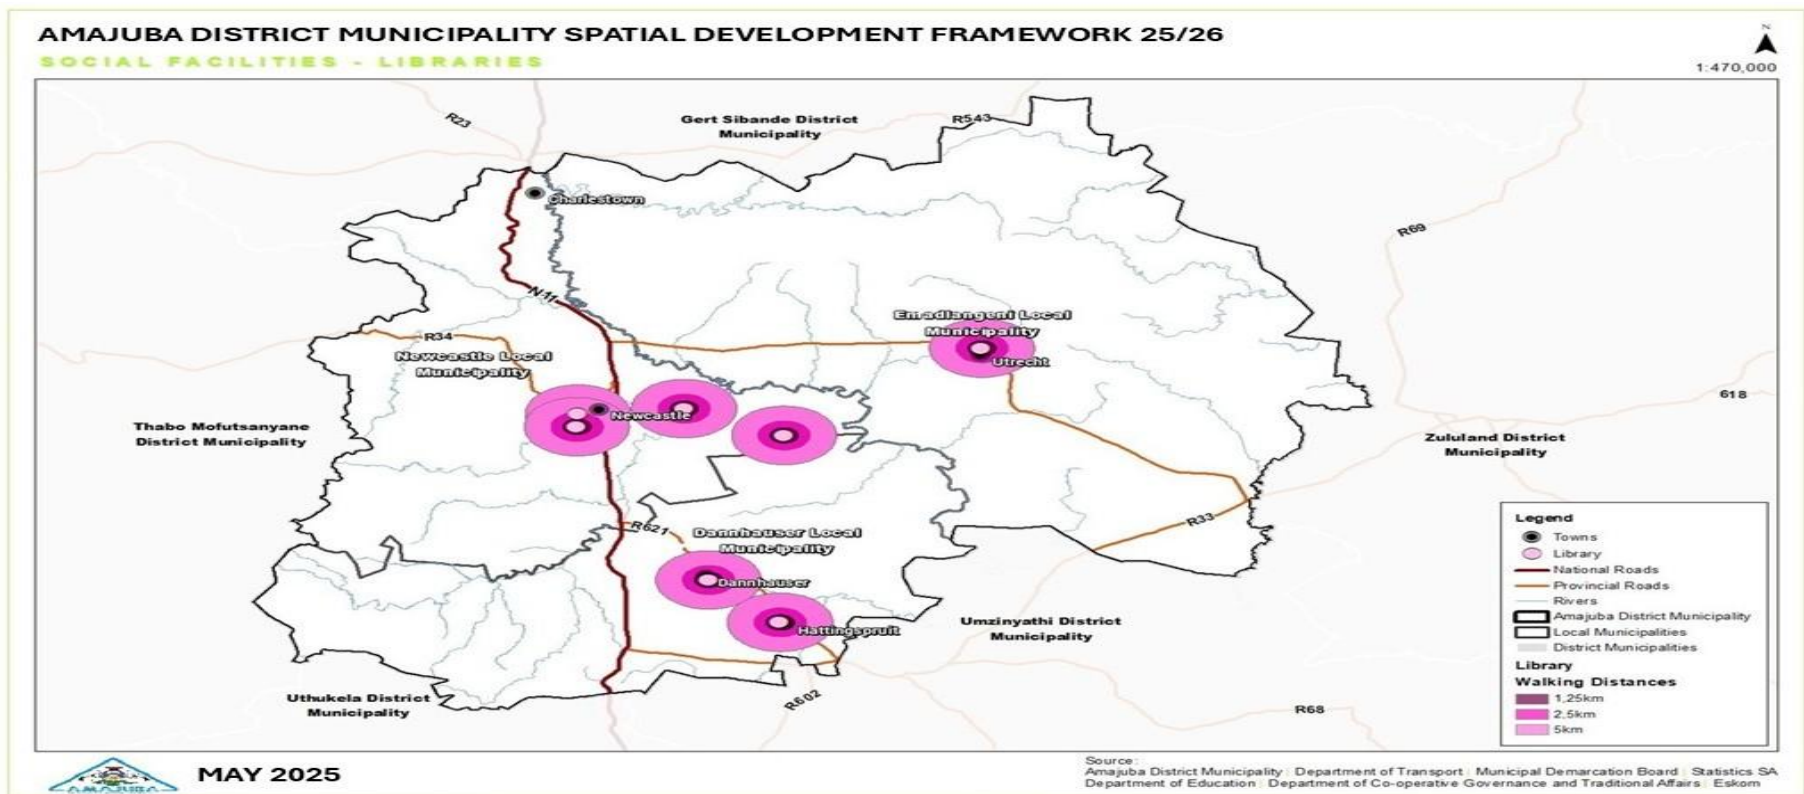 AMAJUBA DISTRICT MUNICIPALITY SPATIAL DEVELOPMENT FRAMEWORK 25/26
SOCIAL FACILITIES - LIBRARIES
N
1:470,000
R23
Gert Sibande District
Municipality
R543
Charlestown
R69
N11
Emadlangeni Local
Municipality
Utrecht
R34
Newcastle Local
Municipality
Newcastle
618
Thabo Mofutsanyane
District Municipality
Zululand District
Municipality
R621
Dannhauser Local
Municipality
R33
Dannhauser
Hattingspruit
Umzinyathi District
Municipality
Uthukela District
Municipality
R602
R68
Legend
Towns
Library
National Roads
Provincial Roads
Rivers
Amajuba District Municipality
Local Municipalities
District Municipalities
Library
Walking Distances
1,25km
2,5km
5km
AMAJUBA
MAY 2025
Source:
Amajuba District Municipality | Department of Transport | Municipal Demarcation Board | Statistics SA
Department of Education | Department of Co-operative Governance and Traditional Affairs | Eskom